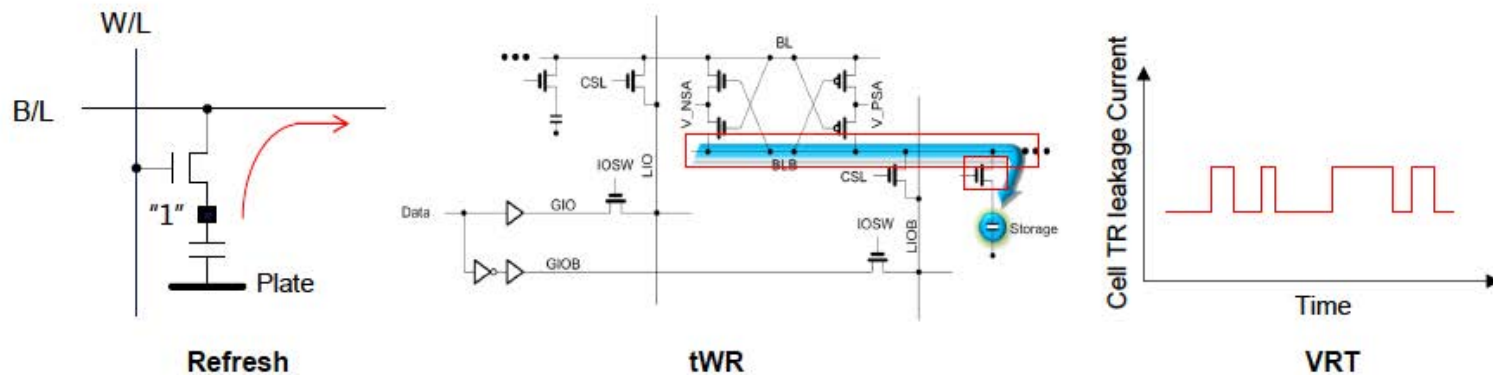 W/L
B/L
"1"
Plate
Refresh
BL
CSL
V_NSA
V_PSA
BLB
CSL
LIO
IOSW
Data
GIO
IOSW
LIOB
Storage
GIOB
tWR
Cell TR leakage Current
Time
VRT